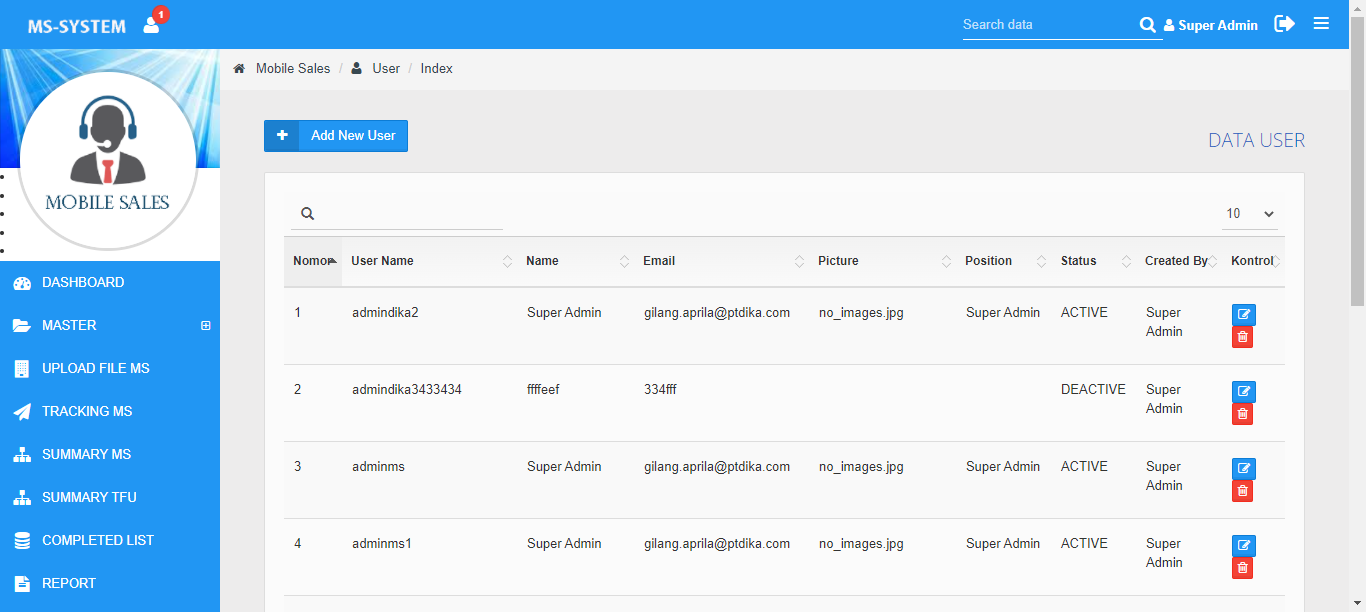 MS-SYSTEM
1
Search data
Super Admin
Mobile Sales / User / Index
Add New User
DATA USER
MOBILE SALES
10
DASHBOARD
MASTER
UPLOAD FILE MS
TRACKING MS
SUMMARY MS
SUMMARY TFU
COMPLETED LIST
REPORT
Nomor User Name Name Email Picture Position Status Created By Kontrol
1 admindika2 Super Admin gilang.aprila@ptdika.com no_images.jpg Super Admin ACTIVE Super
Admin
2 admindika3433434 ffffeef 334fff DEACTIVE Super
Admin
3 adminms Super Admin gilang.aprila@ptdika.com no_images.jpg Super Admin ACTIVE Super
Admin
4 adminms1 Super Admin gilang.aprila@ptdika.com no_images.jpg Super Admin ACTIVE Super
Admin